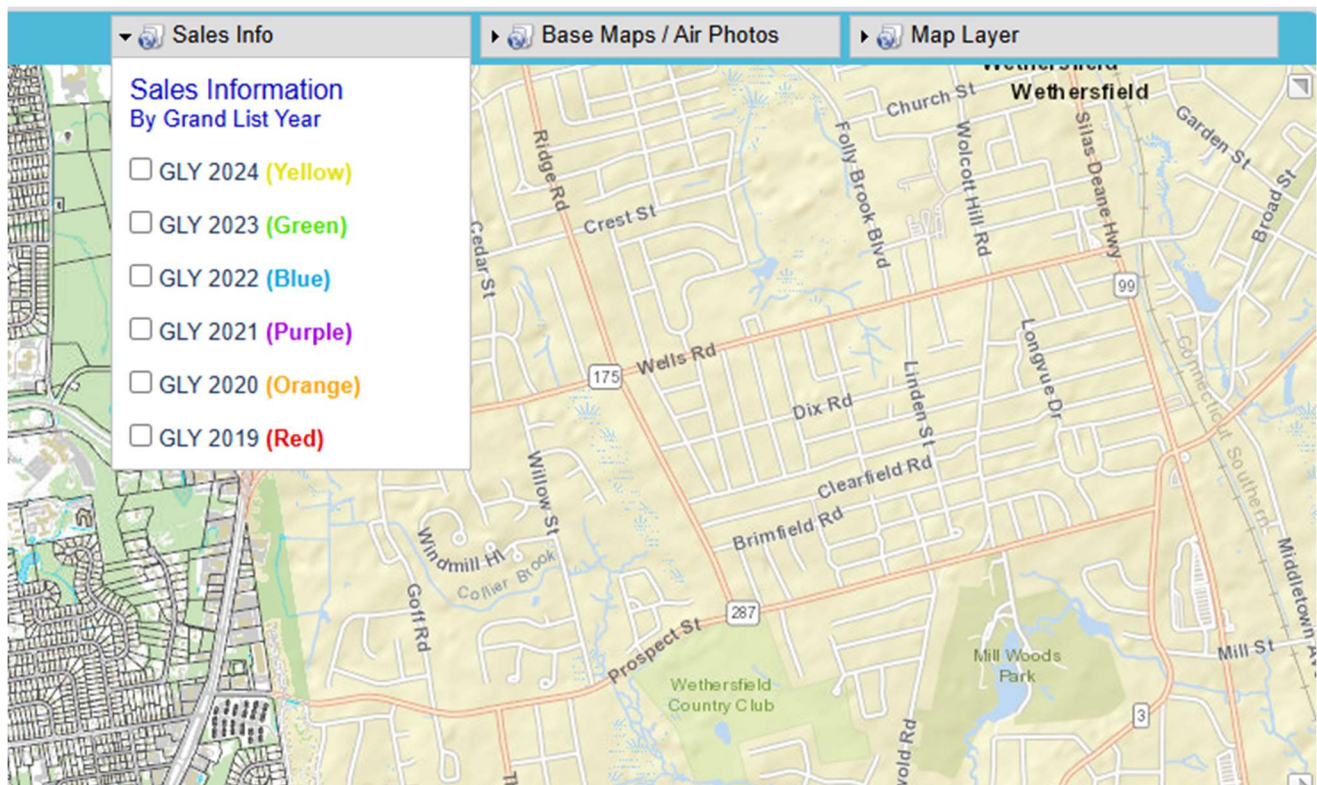 Sales Info
Base Maps / Air Photos
Map Layer
Sales Information
By Grand List Year
GLY 2024 (Yellow)
GLY 2023 (Green)
GLY 2022 (Blue)
GLY 2021 (Purple)
GLY 2020 (Orange)
GLY 2019 (Red)
Wethersfield
Wethersfield
Church St
Garden St
Ridge Rd
Folly Brook Blvd
Wolcott Hill Rd
Silas Deane Hwy
Broad St
Crest St
Cedar St
99
Wells Rd
175
Longvue Dr
Connecticut Southern
Dix Rd
Linden St
Clearfield Rd
Willow St
Brimfield Rd
Windmill Hl
Collier Brook
Goff Rd
287
Prospect St
Middletown Av
Mill St
Mill Woods
Park
Wethersfield
Country Club
3
wold Rd